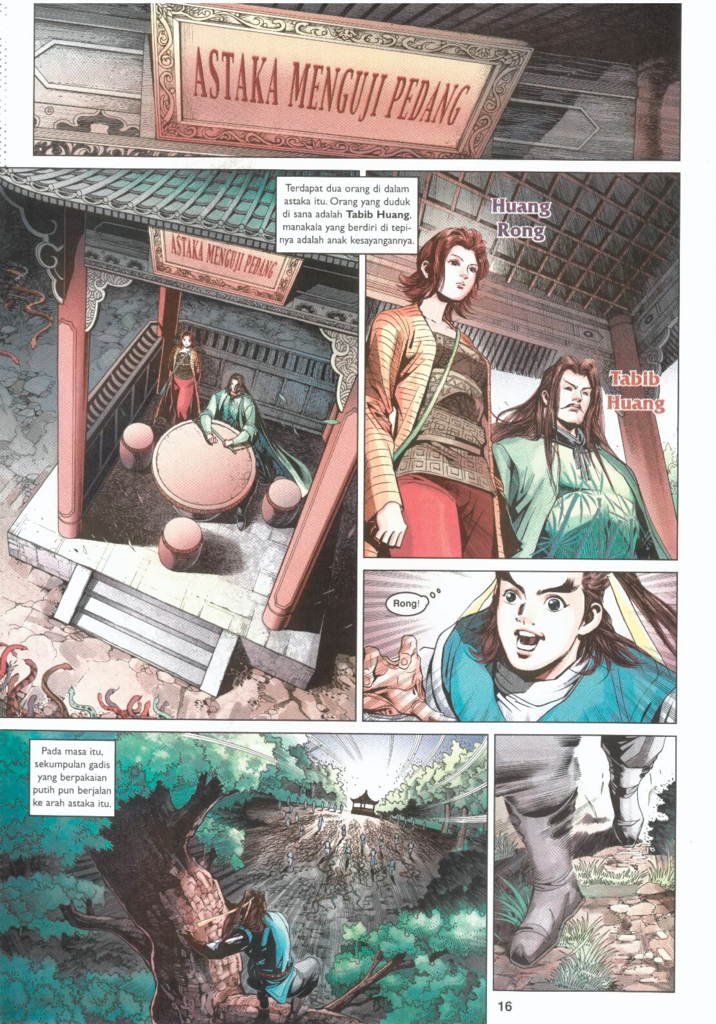 ASTAKA MENGUJI PEDANG
Terdapat dua orang di dalam
astaka itu. Orang yang duduk
di sana adalah Tabib Huang,
manakala yang berdiri di tepi-
nya adalah anak kesayangannya.
ASTAKA MENGUJI PEDANG
Huang
Rong
Tabib
Huang
Rong!
Pada masa itu,
sekumpulan gadis
yang berpakaian
putih pun berjalan
ke arah astaka itu.
16